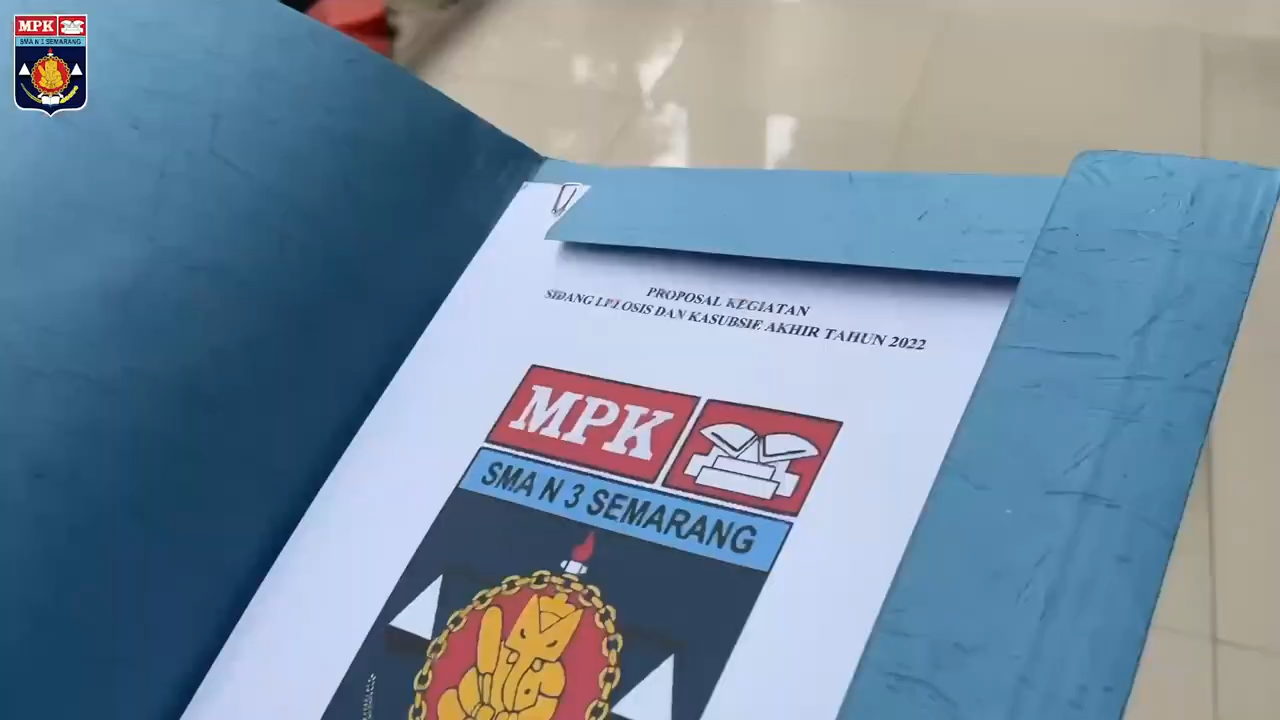 MPK
SMA N 3 SEMARANG
PROPOSAL KEGIATAN
SIDANG LPJ OSIS DAN KASUBSIE AKHIR TAHUN 2022
MPK
SMA N 3 SEMARANG